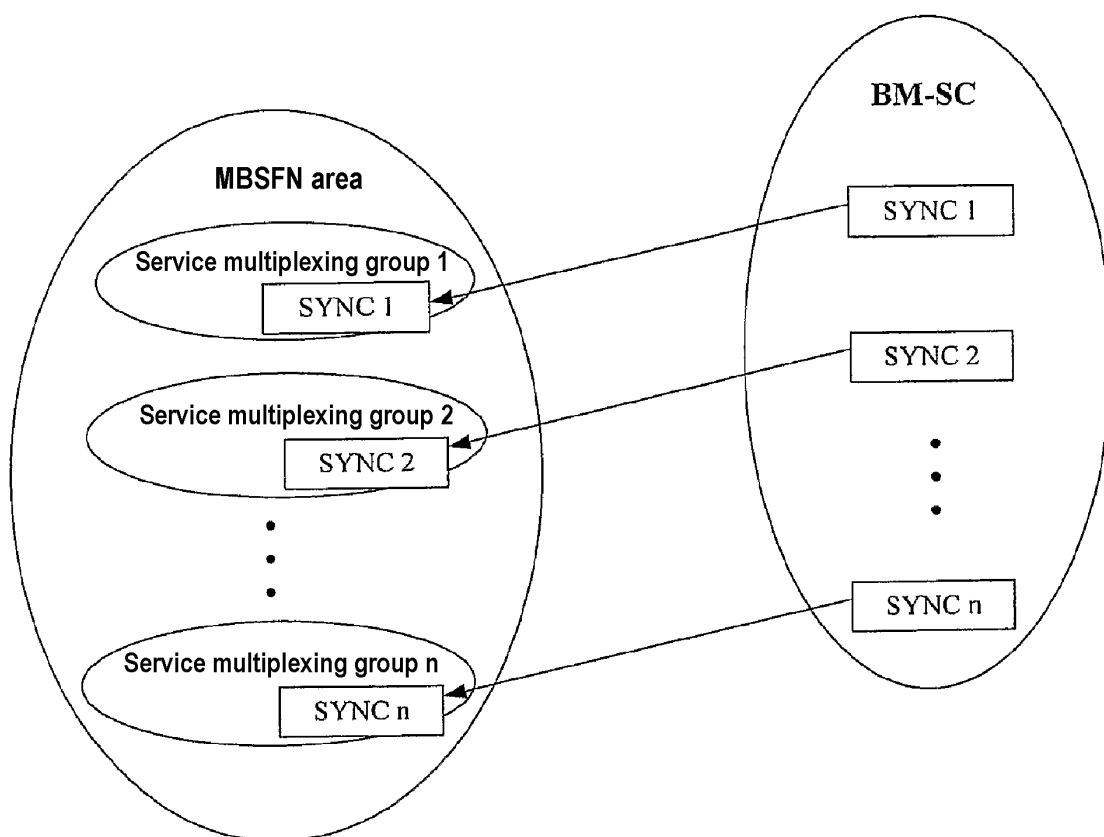 BM-SC
SYNC 1
SYNC 2
SYNC n
MBSFN area
Service multiplexing group 1
SYNC 1
Service multiplexing group 2
SYNC 2
Service multiplexing group n
SYNC n